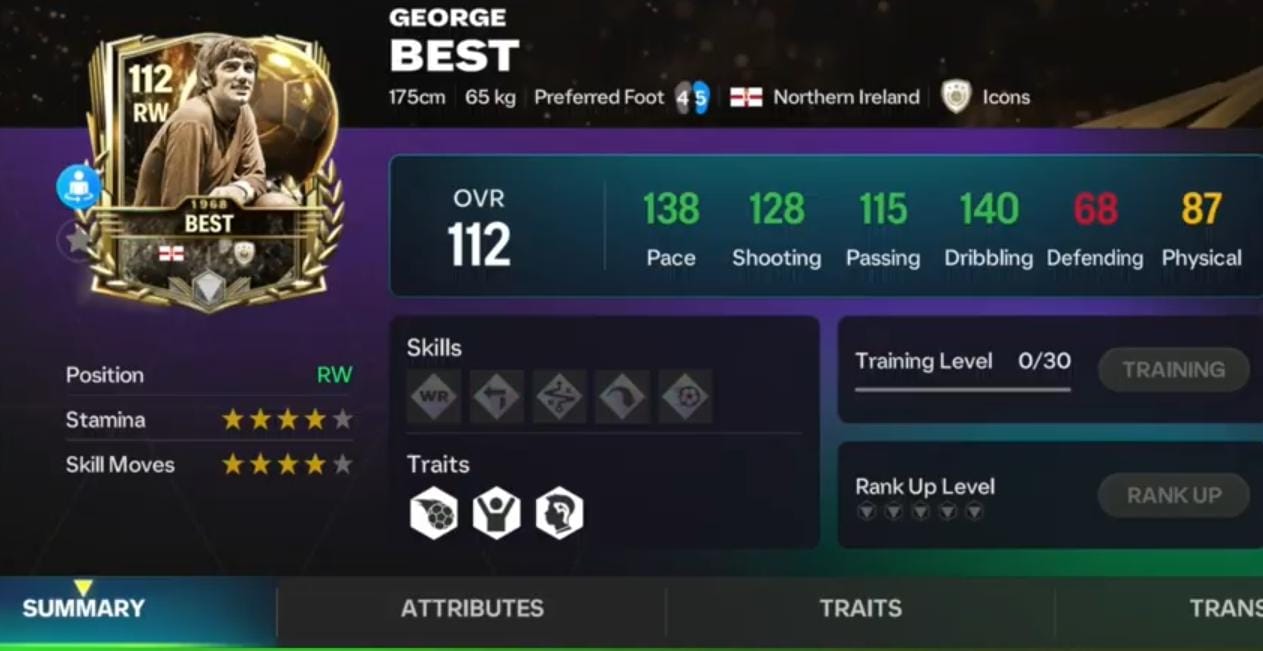 GEORGE
BEST
175cm 65 kg Preferred Foot 4 5 Northern Ireland Icons
112
RW
1968
BEST
OVR
112
138 128 115 140 68 87
Pace Shooting Passing Dribbling Defending Physical
Position RW
Stamina
Skill Moves
Skills
WR
Traits
Training Level 0/30 TRAINING
Rank Up Level RANK UP
SUMMARY ATTRIBUTES TRAITS TRANS